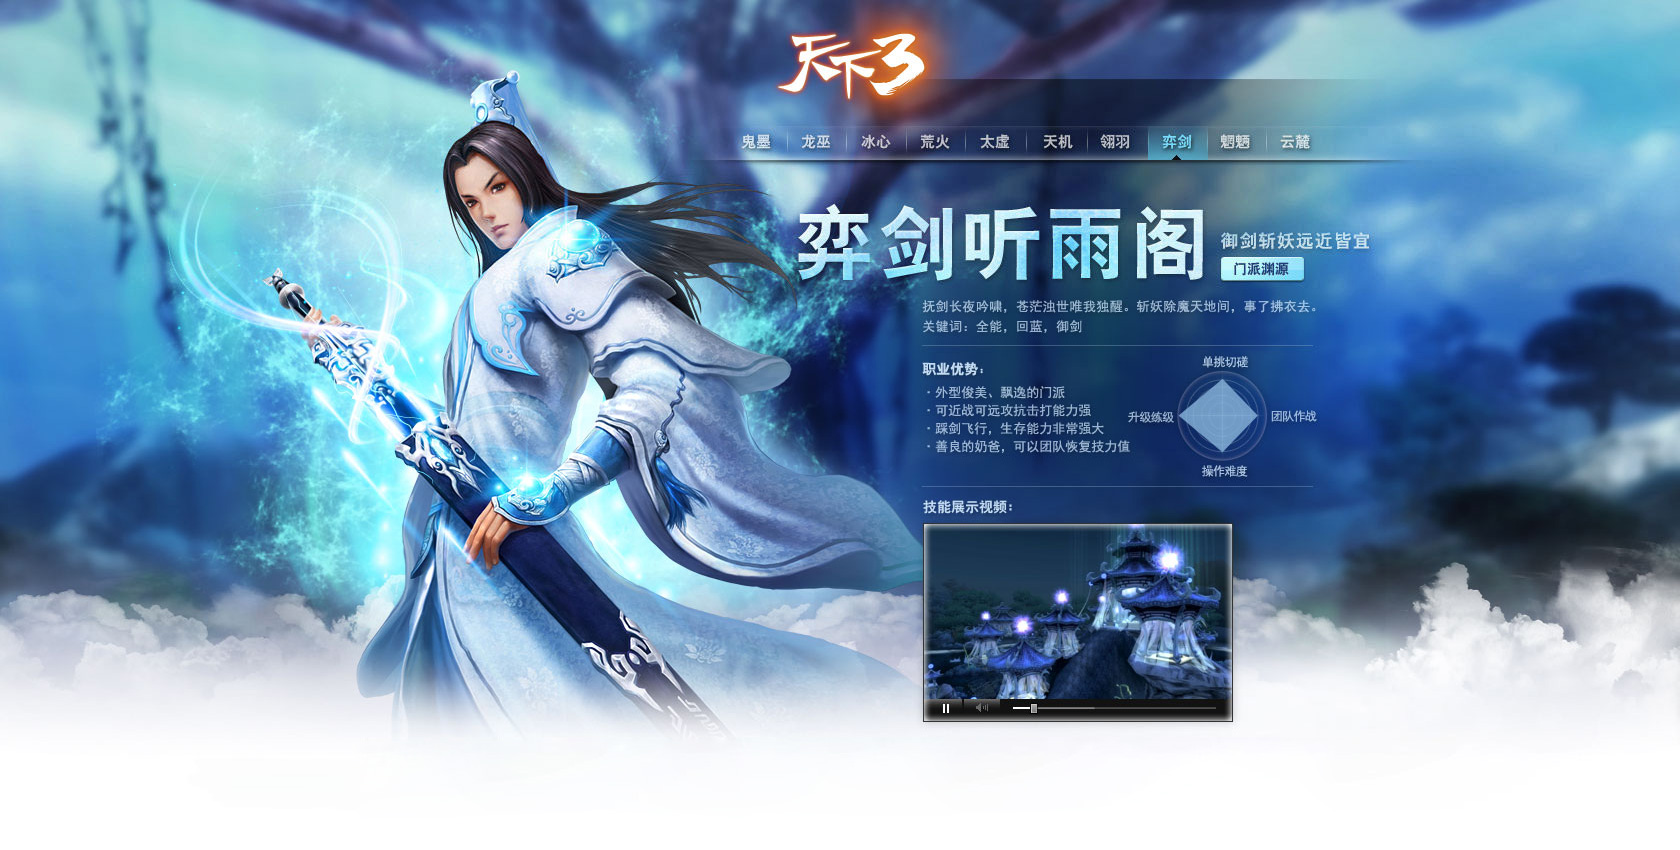 天下3
鬼墨 龙巫 冰心 荒火 太虚 天机 翎羽 弈剑 魍魉 云麓
弈剑听雨阁
御剑斩妖远近皆宜
门派渊源
抚剑长夜吟啸，苍茫浊世唯我独醒。斩妖除魔天地间，事了拂衣去。
关键词：全能，回蓝，御剑
职业优势：
· 外型俊美、飘逸的门派
· 可近战可远攻抗击打能力强
· 踩剑飞行，生存能力非常强大
· 善良的奶爸，可以团队恢复技力值
单挑切磋
升级练级
团队作战
操作难度
技能展示视频：